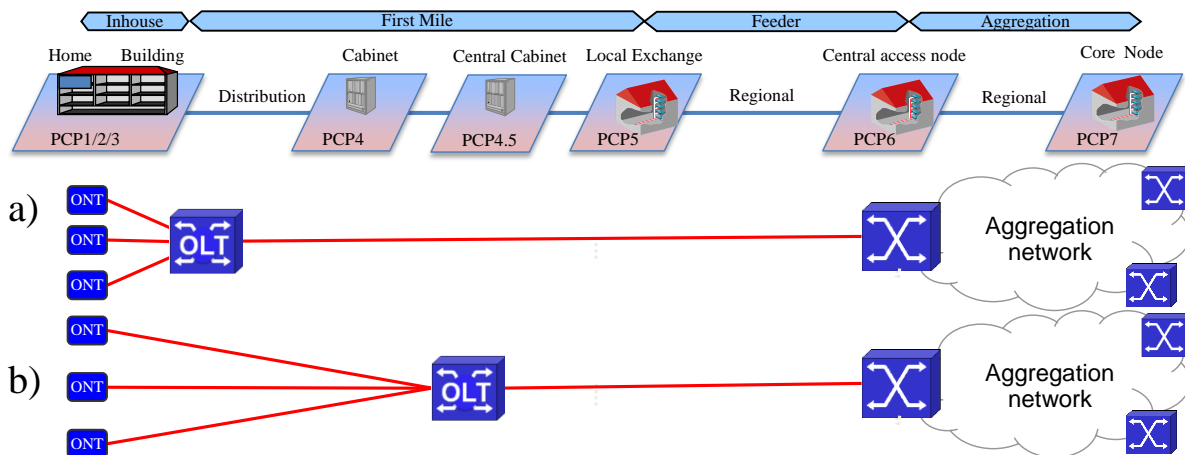 Inhouse First Mile Feeder Aggregation
Home Building Cabinet Central Cabinet Local Exchange Central access node Core Node
Distribution Regional Regional
PCP1/2/3 PCP4 PCP4.5 PCP5 PCP6 PCP7
a)
ONT
ONT
ONT
OLT
Aggregation
network
b)
ONT
ONT
ONT
OLT
Aggregation
network